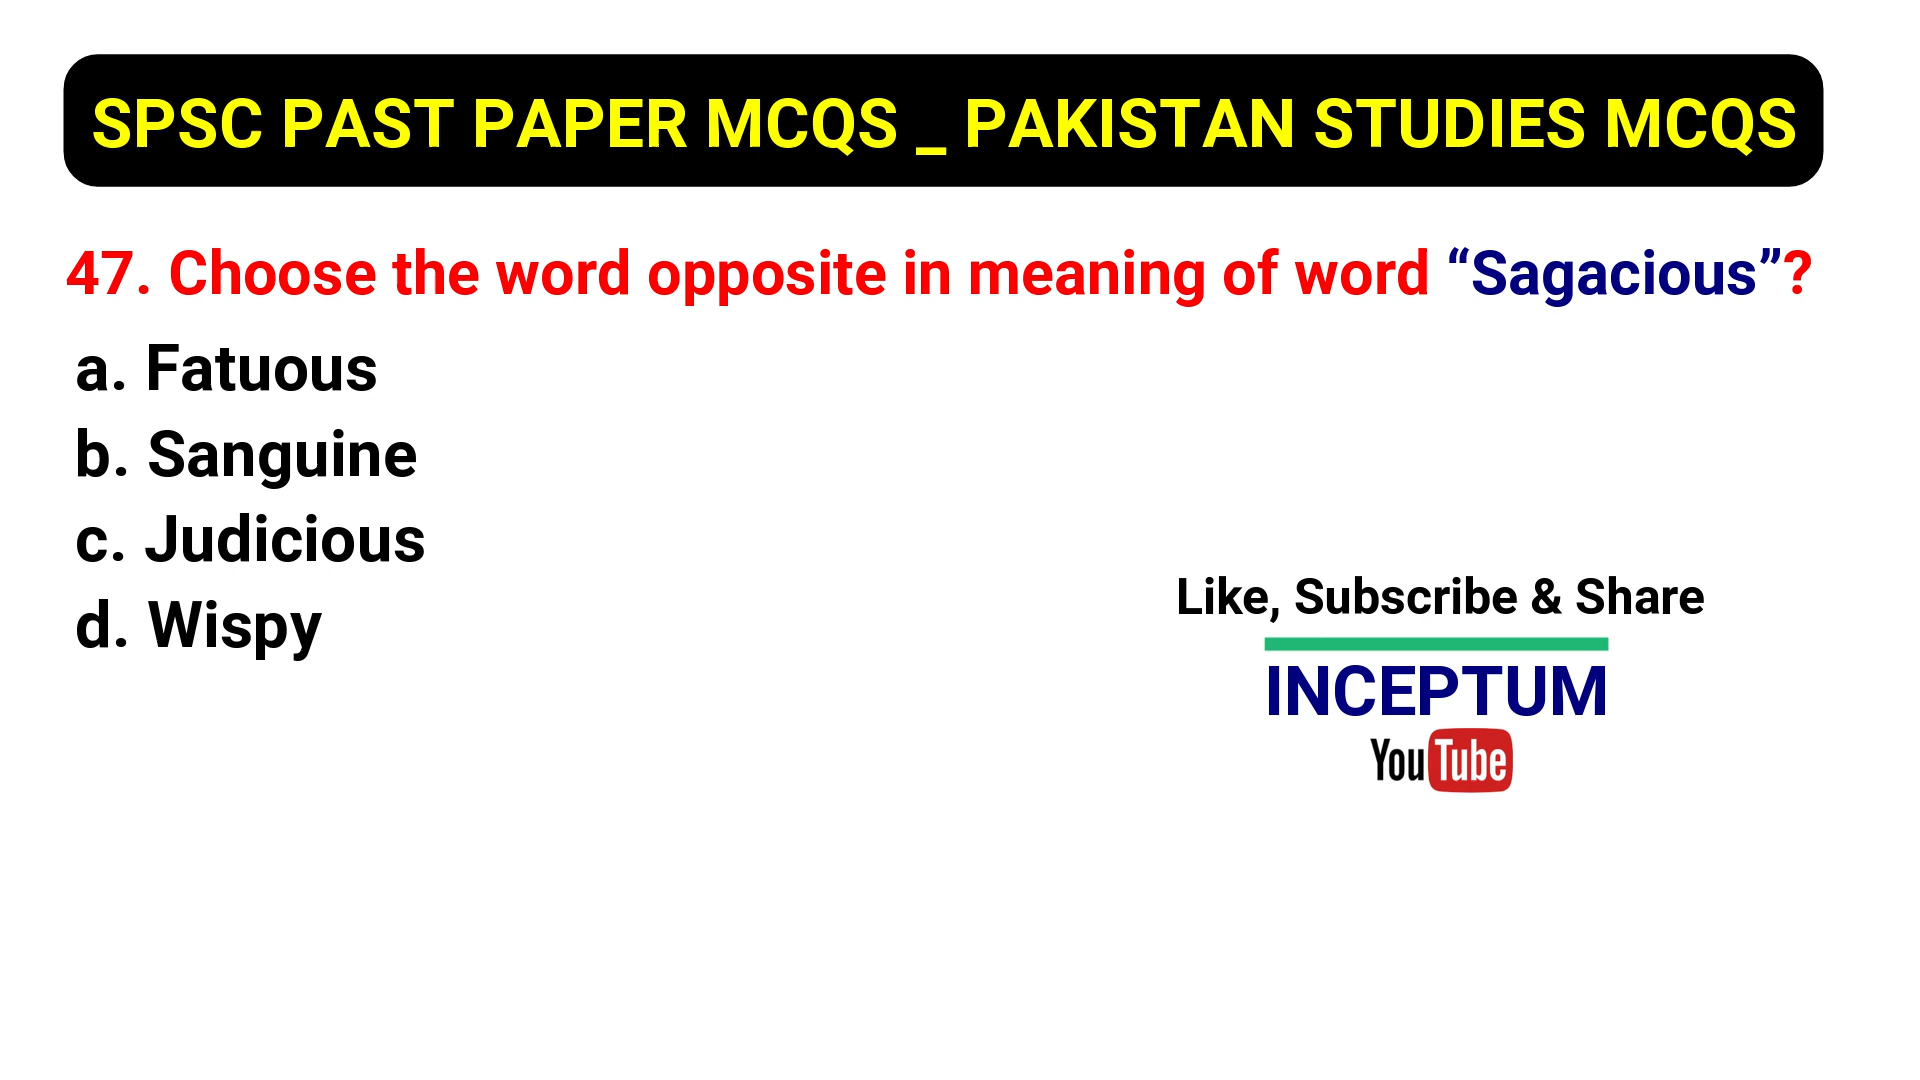 SPSC PAST PAPER MCQS _ PAKISTAN STUDIES MCQS
47. Choose the word opposite in meaning of word “Sagacious”?
a. Fatuous
b. Sanguine
c. Judicious
d. Wispy
Like, Subscribe & Share
INCEPTUM
YouTube